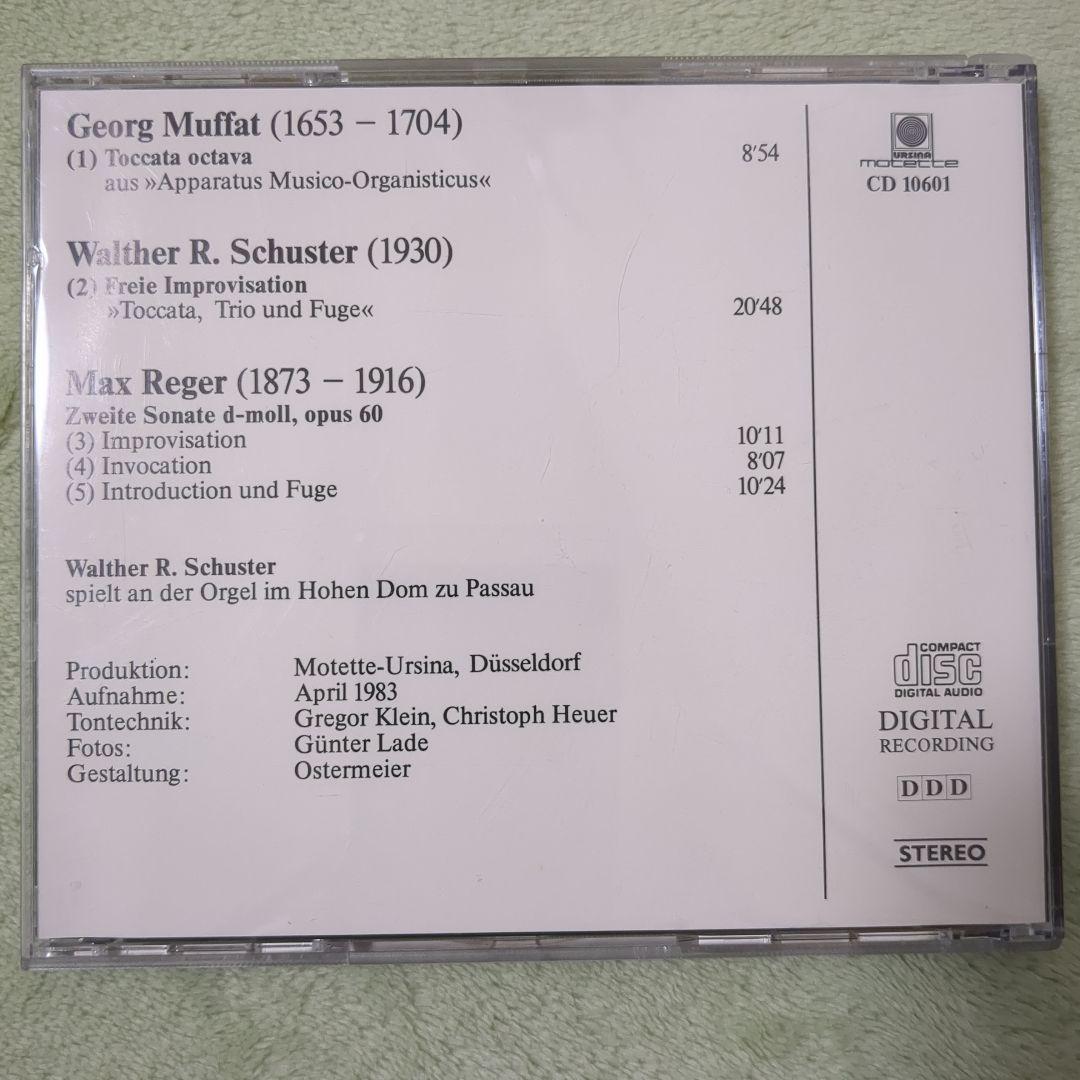 Georg Muffat (1653 – 1704)
(1) Toccata octava 8'54
aus »Apparatus Musico-Organisticus«
Walther R. Schuster (1930)
(2) Freie Improvisation
»Toccata, Trio und Fuge« 20'48
Max Reger (1873 – 1916)
Zweite Sonate d-moll, opus 60
(3) Improvisation 10'11
(4) Invocation 8'07
(5) Introduction und Fuge 10'24
Walther R. Schuster
spielt an der Orgel im Hohen Dom zu Passau
Produktion: Motette-Ursina, Düsseldorf
Aufnahme: April 1983
Tontechnik: Gregor Klein, Christoph Heuer
Fotos: Günter Lade
Gestaltung: Ostermeier
URSINA
motette
CD 10601
COMPACT
disc
DIGITAL AUDIO
DIGITAL
RECORDING
DDD
STEREO